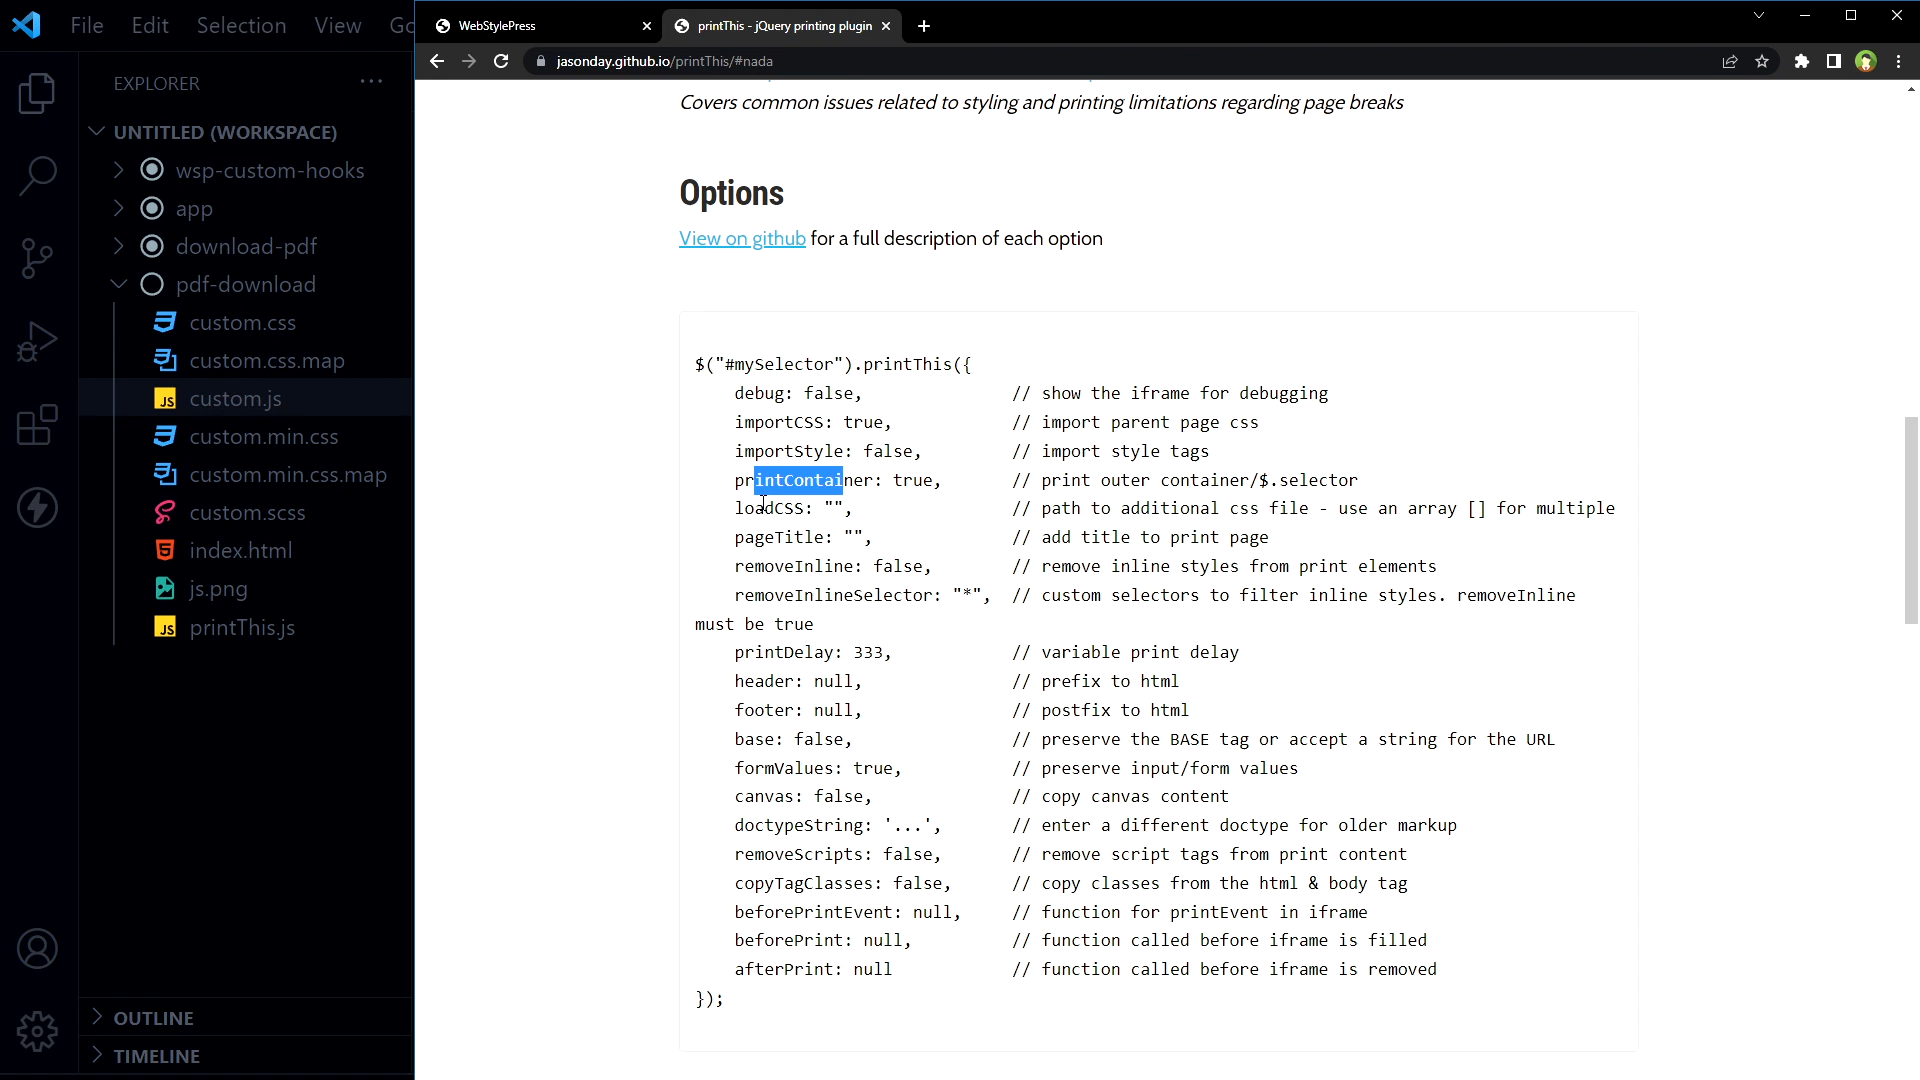 File Edit Selection View Go
EXPLORER
UNTITLED (WORKSPACE)
wsp-custom-hooks
app
download-pdf
pdf-download
custom.css
custom.css.map
JS custom.js
custom.min.css
custom.min.css.map
custom.scss
index.html
js.png
JS printThis.js
OUTLINE
TIMELINE
WebStylePress
printThis - jQuery printing plugin
jasonday.github.io/printThis/#nada
Covers common issues related to styling and printing limitations regarding page breaks
Options
View on github for a full description of each option
$("#mySelector").printThis({
debug: false, // show the iframe for debugging
importCSS: true, // import parent page css
importStyle: false, // import style tags
printContainer: true, // print outer container/$.selector
loadCSS: "", // path to additional css file - use an array [] for multiple
pageTitle: "", // add title to print page
removeInline: false, // remove inline styles from print elements
removeInlineSelector: "*", // custom selectors to filter inline styles. removeInline
must be true
printDelay: 333, // variable print delay
header: null, // prefix to html
footer: null, // postfix to html
base: false, // preserve the BASE tag or accept a string for the URL
formValues: true, // preserve input/form values
canvas: false, // copy canvas content
doctypeString: '...', // enter a different doctype for older markup
removeScripts: false, // remove script tags from print content
copyTagClasses: false, // copy classes from the html & body tag
beforePrintEvent: null, // function for printEvent in iframe
beforePrint: null, // function called before iframe is filled
afterPrint: null // function called before iframe is removed
});